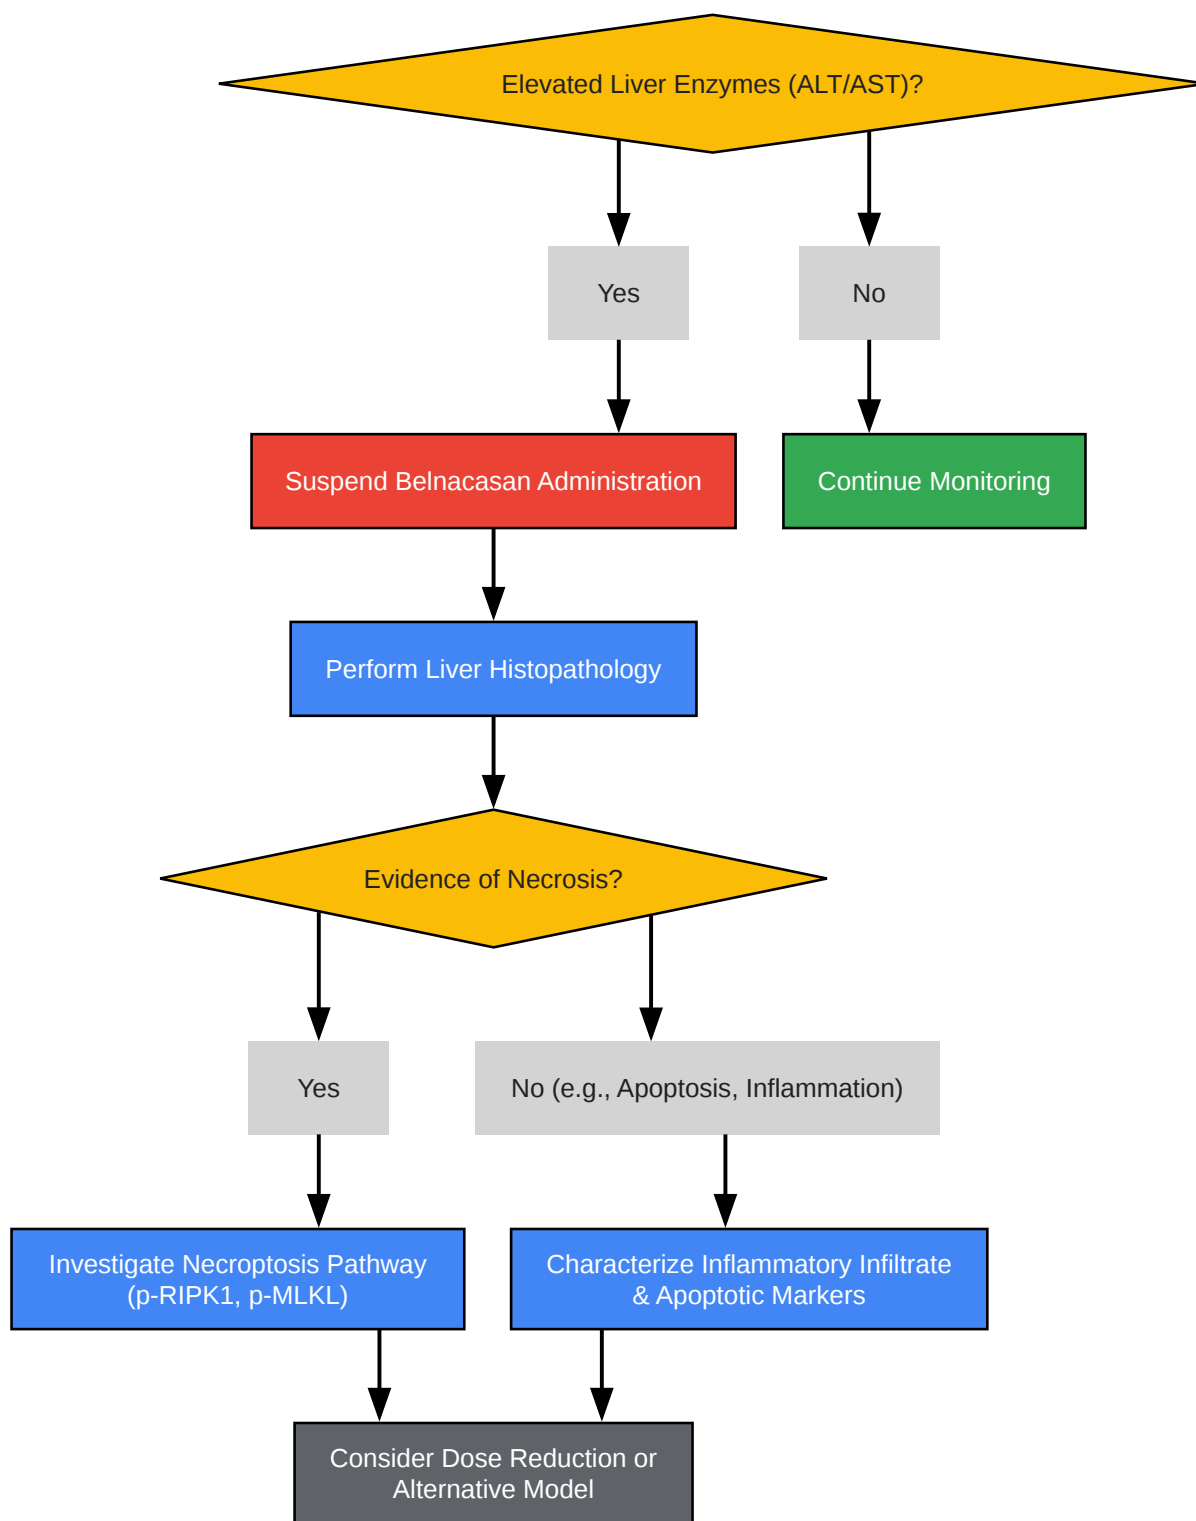 Elevated Liver Enzymes (ALT/AST)?
Yes
No
Suspend Belnacasan Administration
Continue Monitoring
Perform Liver Histopathology
Evidence of Necrosis?
Yes
No (e.g., Apoptosis, Inflammation)
Investigate Necroptosis Pathway
(p-RIPK1, p-MLKL)
Characterize Inflammatory Infiltrate
& Apoptotic Markers
Consider Dose Reduction or
Alternative Model